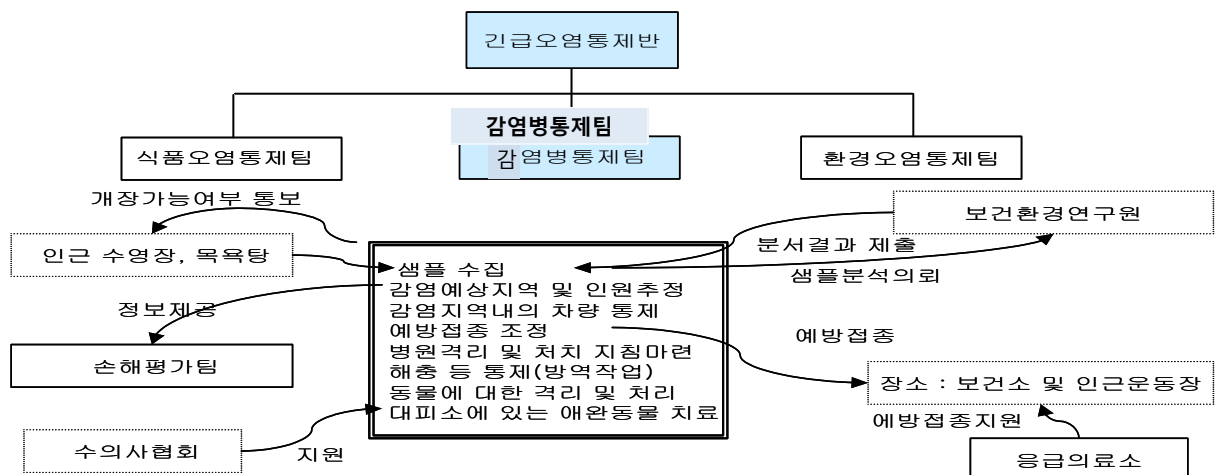 긴급오염통제반
감염병통제팀
식품오염통제팀
감염병통제팀
환경오염통제팀
개장가능여부 통보
보건환경연구원
인근 수영장, 목욕탕
분서결과 제출
샘플 수집
샘플분석의뢰
감염예상지역 및 인원추정
정보제공
감염지역내의 차량 통제
예방접종 조정
예방접종
병원격리 및 처치 지침마련
손해평가팀
해충 등 통제(방역작업)
동물에 대한 격리 및 처리
장소 : 보건소 및 인근운동장
대피소에 있는 애완동물 치료
에방접종지원
수의사협회
지원
응급의료소